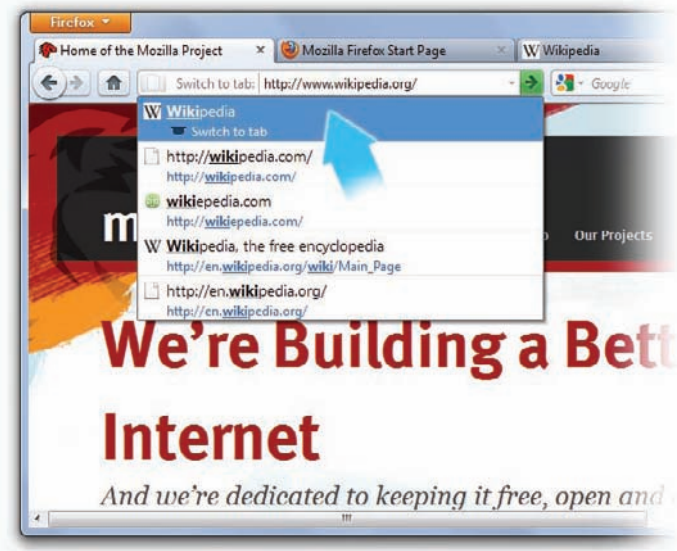 Firefox
Home of the Mozilla Project × Mozilla Firefox Start Page × W Wikipedia
Switch to tab: http://www.wikipedia.org/ Google
W Wikipedia
Switch to tab
http://wikipedia.com/
http://wikipedia.com/
wikiepedia.com
http://wikiepedia.com/
W Wikipedia, the free encyclopedia
http://en.wikipedia.org/wiki/Main_Page
http://en.wikipedia.org/
http://en.wikipedia.org/
m
Our Projects
We're Building a Bett
Internet
And we're dedicated to keeping it free, open and